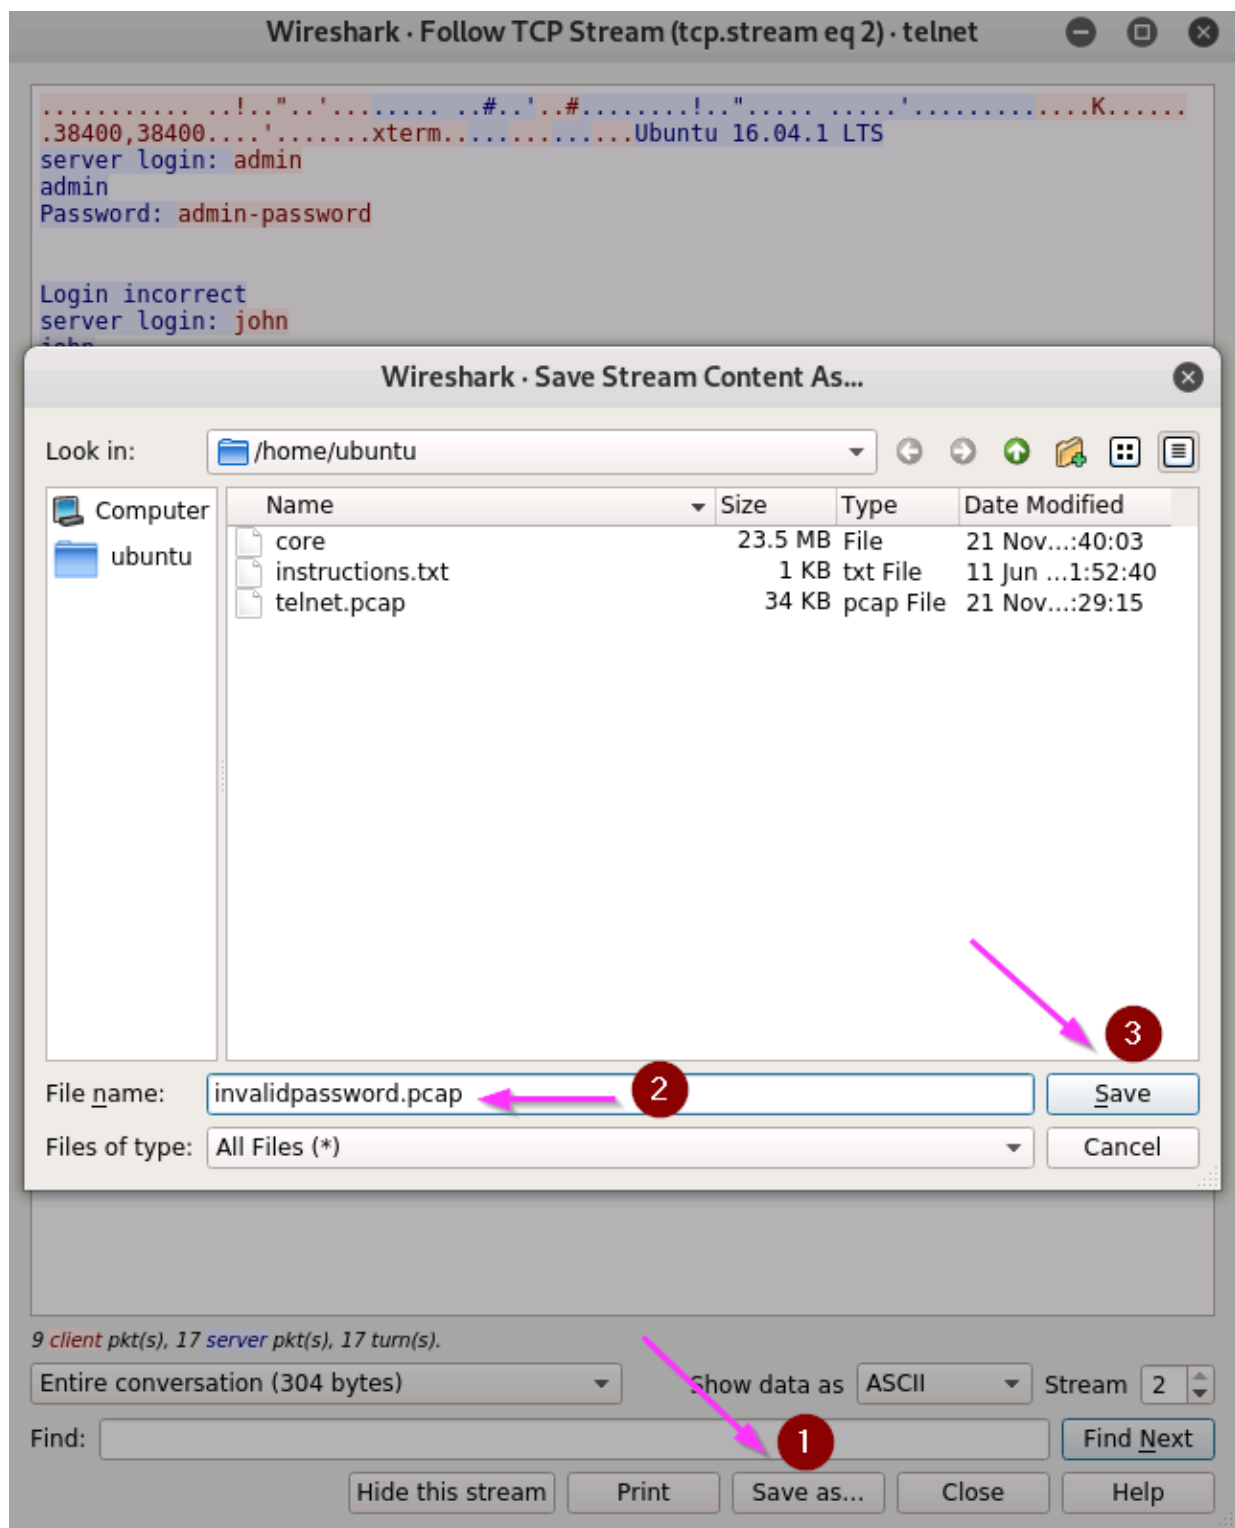 Wireshark · Follow TCP Stream (tcp.stream eq 2) · telnet
........... ..!.."..'.......... ..#..'..#........!.."..... .....'.............K......
.38400,38400....'.......xterm..............Ubuntu 16.04.1 LTS
server login: admin
admin
Password: admin-password
Login incorrect
server login: john
john
Wireshark · Save Stream Content As...
Look in: /home/ubuntu
Computer
ubuntu
Name Size Type Date Modified
core 23.5 MB File 21 Nov...:40:03
instructions.txt 1 KB txt File 11 Jun ...1:52:40
telnet.pcap 34 KB pcap File 21 Nov...:29:15
3
File name: invalidpassword.pcap 2 Save
Files of type: All Files (*) Cancel
9 client pkt(s), 17 server pkt(s), 17 turn(s).
Entire conversation (304 bytes) Show data as ASCII Stream 2
Find: 1 Find Next
Hide this stream Print Save as... Close Help